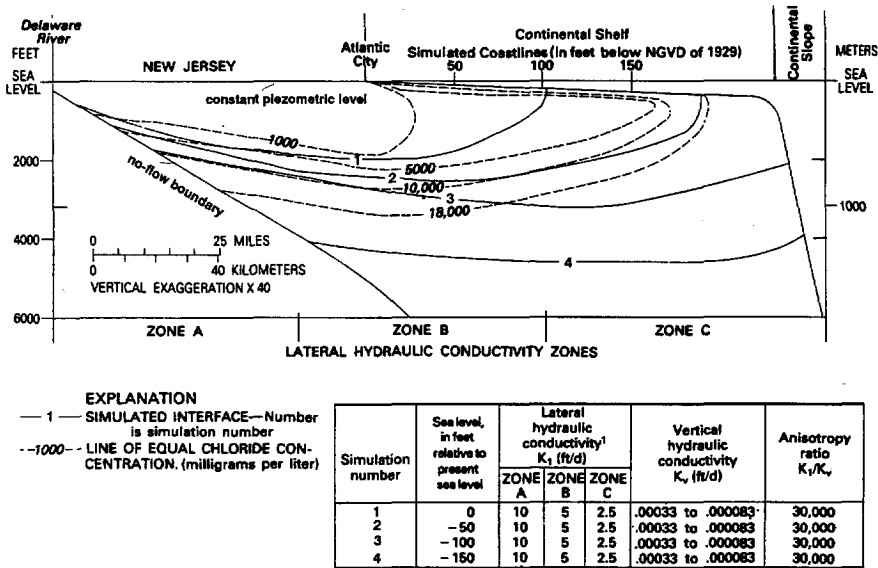 Delaware River
FEET
SEA LEVEL
NEW JERSEY
Atlantic City
Continental Shelf
Simulated Coastlines (in feet below NGVD of 1929)
50
100
150
Continental Slope
METERS
SEA LEVEL
constant piezometric level
1000
1
5000
2
10,000
3
18,000
4
no-flow boundary
2000
4000
6000
1000
0 25 MILES
0 40 KILOMETERS
VERTICAL EXAGGERATION X 40
ZONE A
ZONE B
ZONE C
LATERAL HYDRAULIC CONDUCTIVITY ZONES
EXPLANATION
— 1 — SIMULATED INTERFACE—Number
is simulation number
- -1000- - LINE OF EQUAL CHLORIDE CON-
CENTRATION. (milligrams per liter)
Simulation number
Sea level, in feet relative to present sea level
Lateral hydraulic conductivity¹ K₁ (ft/d)
ZONE A
ZONE B
ZONE C
Vertical hydraulic conductivity Kᵥ (ft/d)
Anisotropy ratio K₁/Kᵥ
1 0 10 5 2.5 .00033 to .000083 30,000
2 −50 10 5 2.5 .00033 to .000083 30,000
3 −100 10 5 2.5 .00033 to .000083 30,000
4 −150 10 5 2.5 .00033 to .000083 30,000